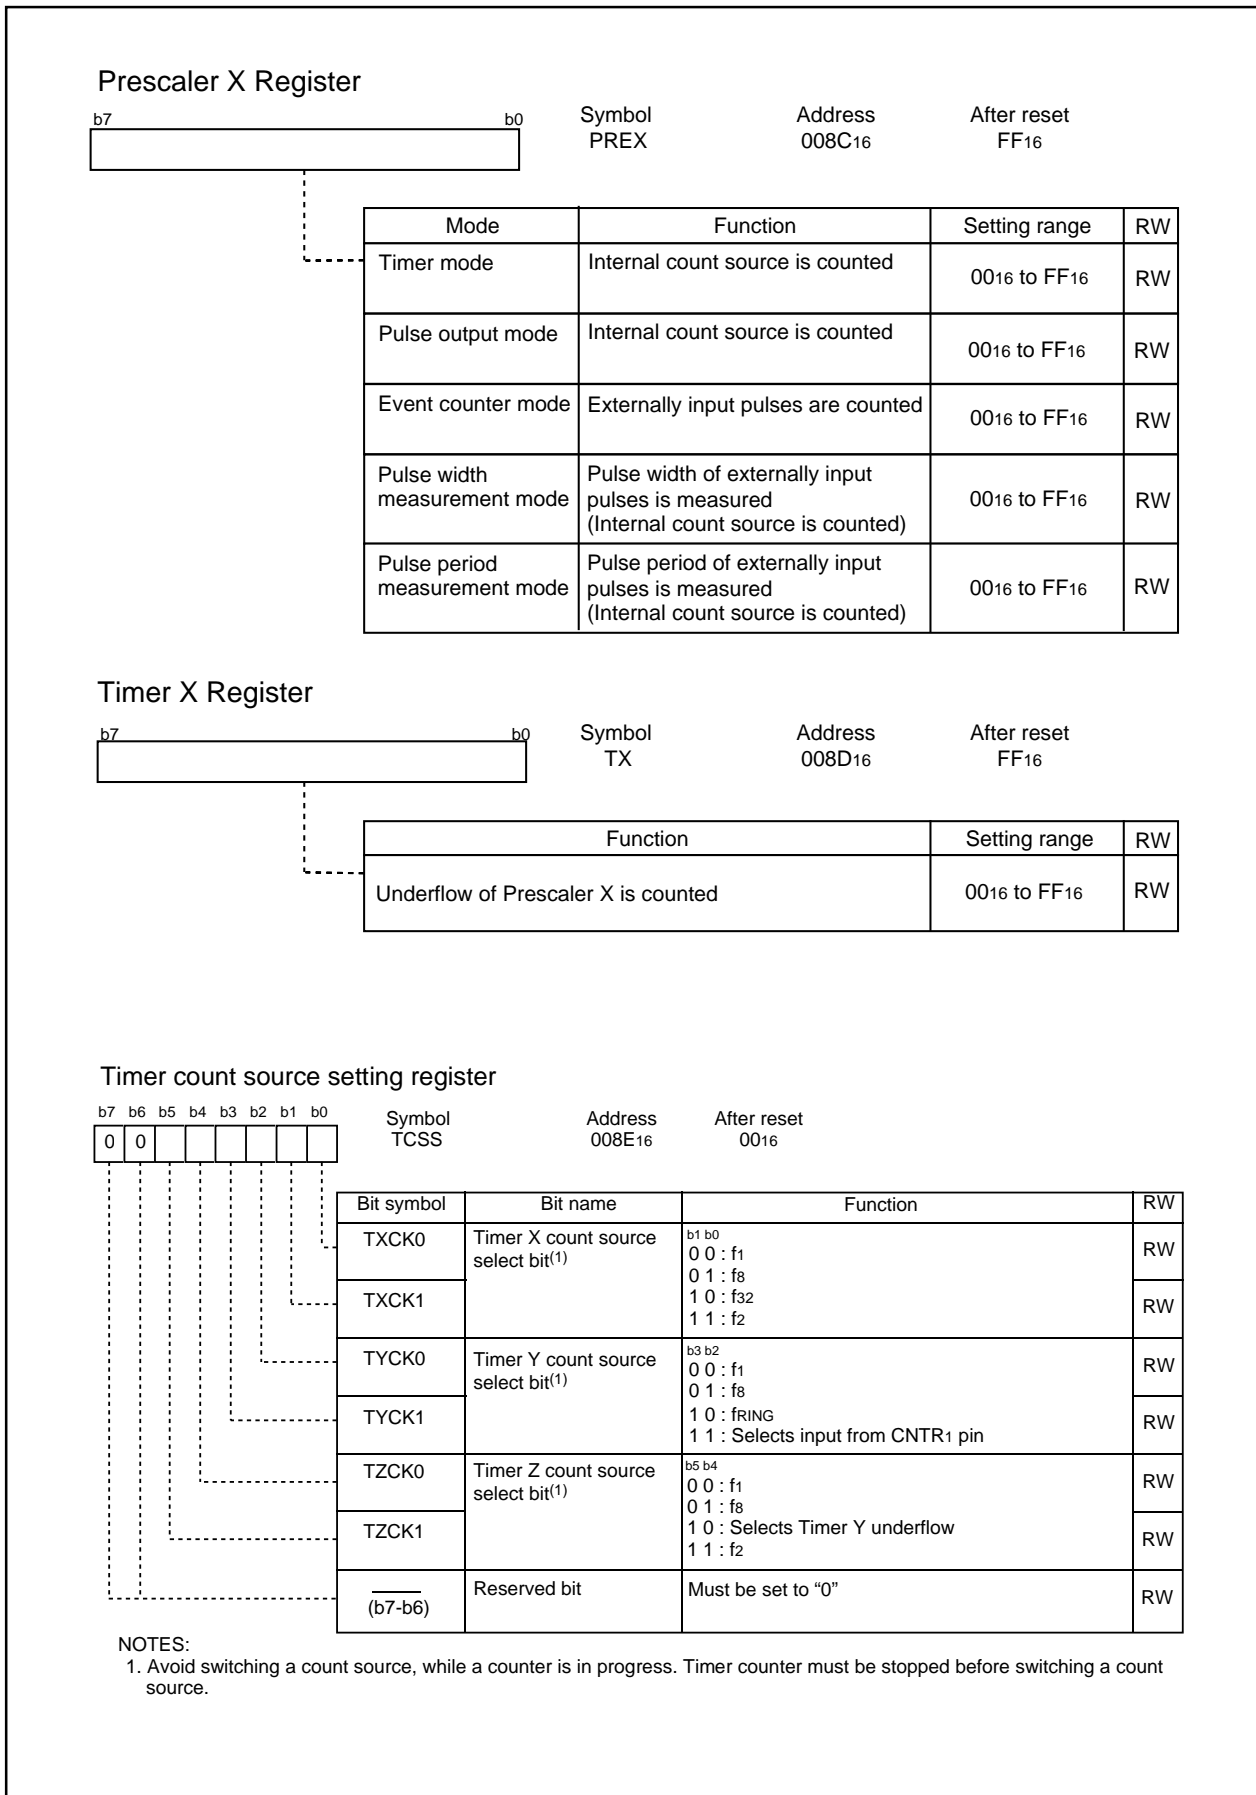 Prescaler X Register
b7 b0 Symbol Address After reset
PREX 008C16 FF16
Mode Function Setting range RW
Timer mode Internal count source is counted 0016 to FF16 RW
Pulse output mode Internal count source is counted 0016 to FF16 RW
Event counter mode Externally input pulses are counted 0016 to FF16 RW
Pulse width measurement mode Pulse width of externally input
pulses is measured
(Internal count source is counted) 0016 to FF16 RW
Pulse period measurement mode Pulse period of externally input
pulses is measured
(Internal count source is counted) 0016 to FF16 RW
Timer X Register
b7 b0 Symbol Address After reset
TX 008D16 FF16
Function Setting range RW
Underflow of Prescaler X is counted 0016 to FF16 RW
Timer count source setting register
b7 b6 b5 b4 b3 b2 b1 b0 Symbol Address After reset
0 0 TCSS 008E16 0016
Bit symbol Bit name Function RW
TXCK0 Timer X count source
select bit(1) b1 b0
0 0 : f1
0 1 : f8
RW
TXCK1 1 0 : f32
1 1 : f2
RW
TYCK0 Timer Y count source
select bit(1) b3 b2
0 0 : f1
0 1 : f8
RW
TYCK1 1 0 : fRING
1 1 : Selects input from CNTR1 pin
RW
TZCK0 Timer Z count source
select bit(1) b5 b4
0 0 : f1
0 1 : f8
RW
TZCK1 1 0 : Selects Timer Y underflow
1 1 : f2
RW
(b7-b6) Reserved bit Must be set to “0” RW
NOTES:
1. Avoid switching a count source, while a counter is in progress. Timer counter must be stopped before switching a count
source.